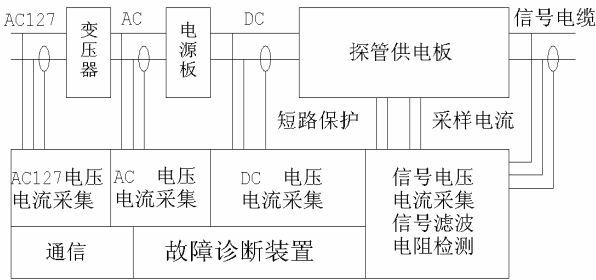 AC127
变压器
AC
电源板
DC
探管供电板
信号电缆
短路保护
采样电流
AC127电压
电流采集
AC 电压
电流采集
DC 电压
电流采集
信号电压
电流采集
信号滤波
电阻检测
通信
故障诊断装置